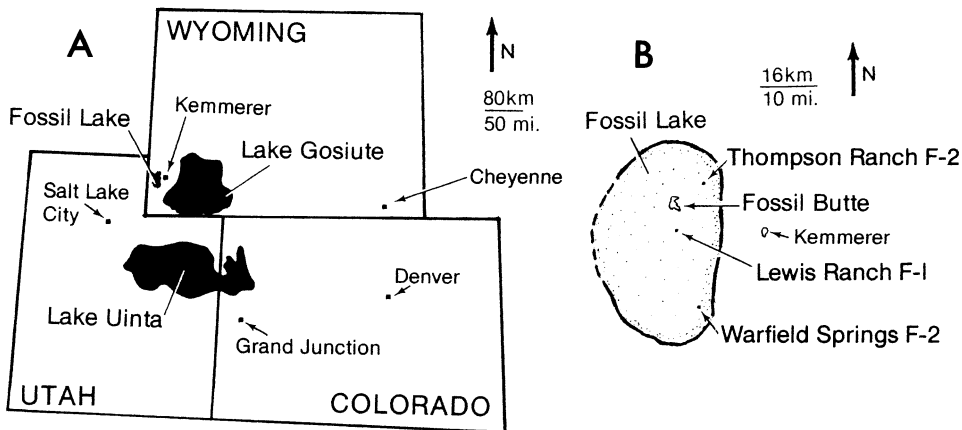 A
WYOMING
N
80km
50 mi.
Kemmerer
Fossil Lake
Lake Gosiute
Cheyenne
Salt Lake
City
Denver
Lake Uinta
Grand Junction
UTAH
COLORADO
B
16km
10 mi.
N
Fossil Lake
Thompson Ranch F-2
Fossil Butte
Kemmerer
Lewis Ranch F-I
Warfield Springs F-2